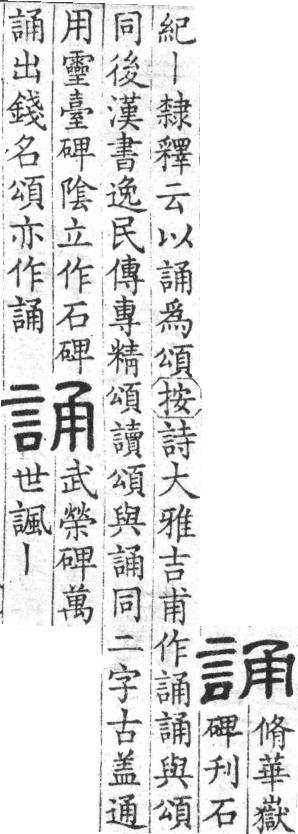 誦
脩華嶽
碑刋石
紀丨隸釋云以誦爲頌按詩大雅吉甫作誦誦與頌
同後漢書逸民傳專精頌讀頌與誦同二字古盖通
用靈臺碑陰立作石碑
誦出錢名頌亦作誦
誦
武榮碑萬
世諷丨